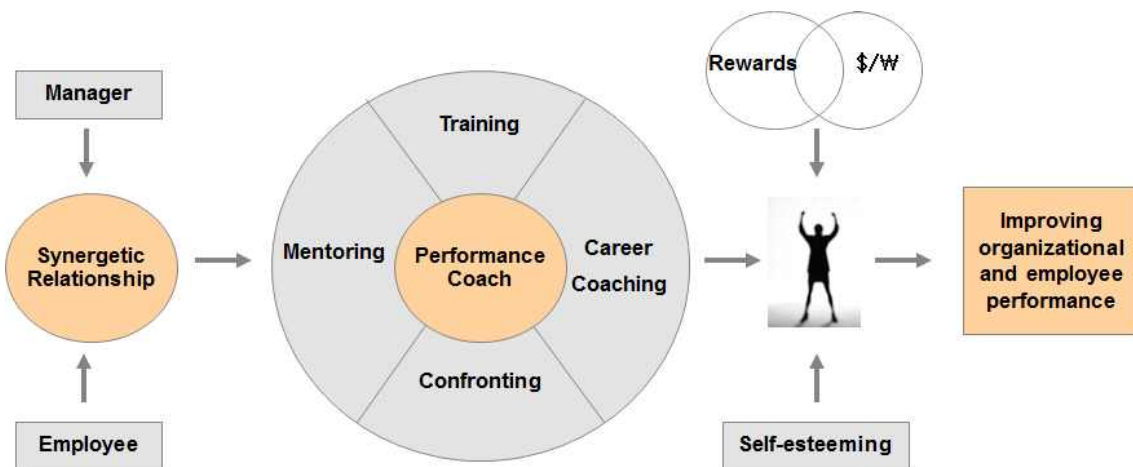 Manager
Synergetic
Relationship
Employee
Training
Mentoring
Performance
Coach
Career
Coaching
Confronting
Rewards
$/₩
Self-esteeming
Improving
organizational
and employee
performance